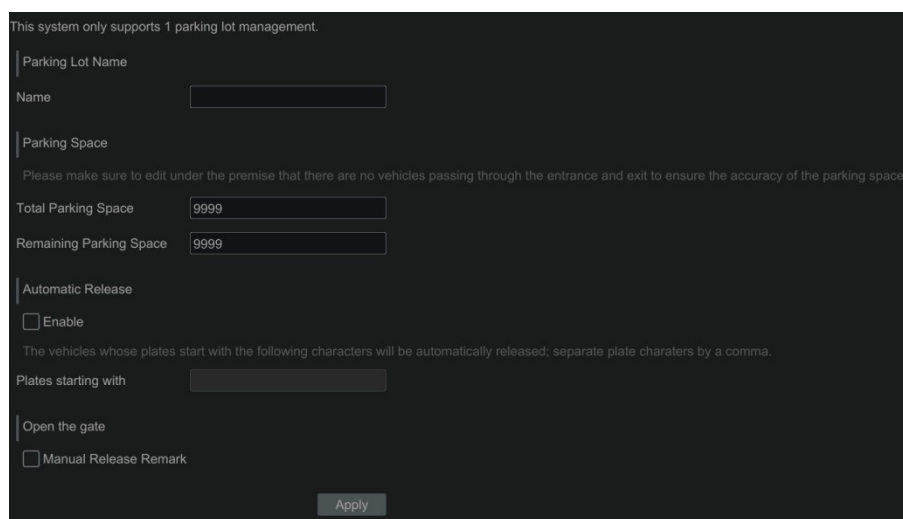 This system only supports 1 parking lot management.
Parking Lot Name
Name
Parking Space
Please make sure to edit under the premise that there are no vehicles passing through the entrance and exit to ensure the accuracy of the parking space
Total Parking Space 9999
Remaining Parking Space 9999
Automatic Release
Enable
The vehicles whose plates start with the following characters will be automatically released; separate plate charaters by a comma.
Plates starting with
Open the gate
Manual Release Remark
Apply